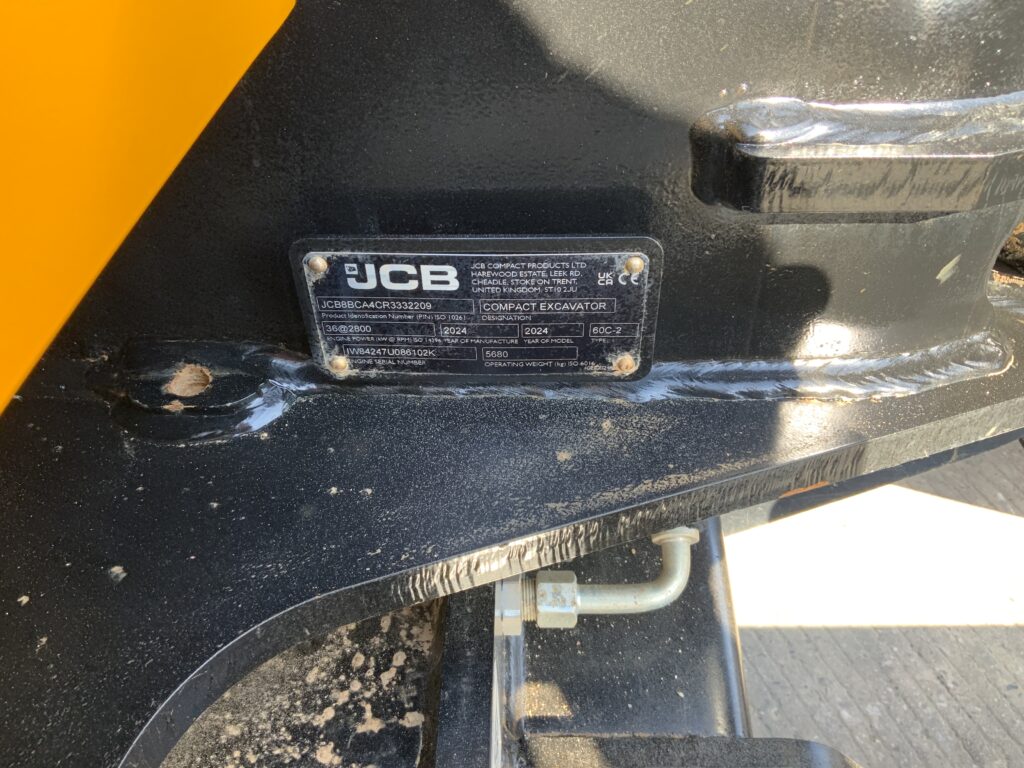 JCB
JCB COMPACT PRODUCTS LTD
HAREWOOD ESTATE, LEEK RD.
CHEADLE, STOKE ON TRENT,
UNITED KINGDOM, ST10 2JU
UK
CA CE
JCB8BCA4CR3332209 COMPACT EXCAVATOR
Product Identification Number (PIN) ISO 10261 DESIGNATION
36@2800 2024 2024 60C-2
ENGINE POWER (kW @ RPM) ISO 14396 YEAR OF MANUFACTURE YEAR OF MODEL TYPE
IW84247U086102K 5680
ENGINE SERIAL NUMBER OPERATING WEIGHT (kg) ISO